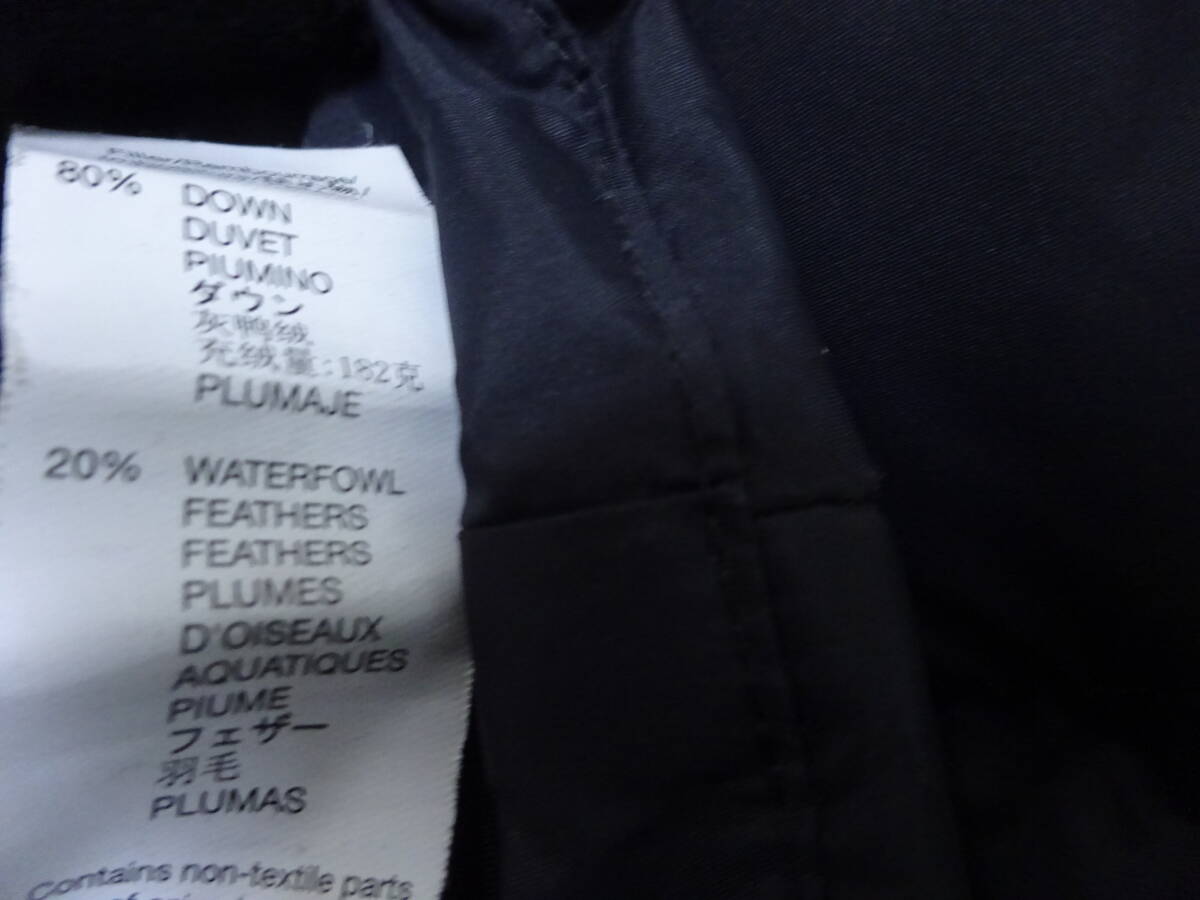 80% DOWN
DUVET
PIUMINO
ダウン
灰鸭绒
充绒量:182克
PLUMAJE
20% WATERFOWL
FEATHERS
FEATHERS
PLUMES
D'OISEAUX
AQUATIQUES
PIUME
フェザー
羽毛
PLUMAS
Contains non-textile parts